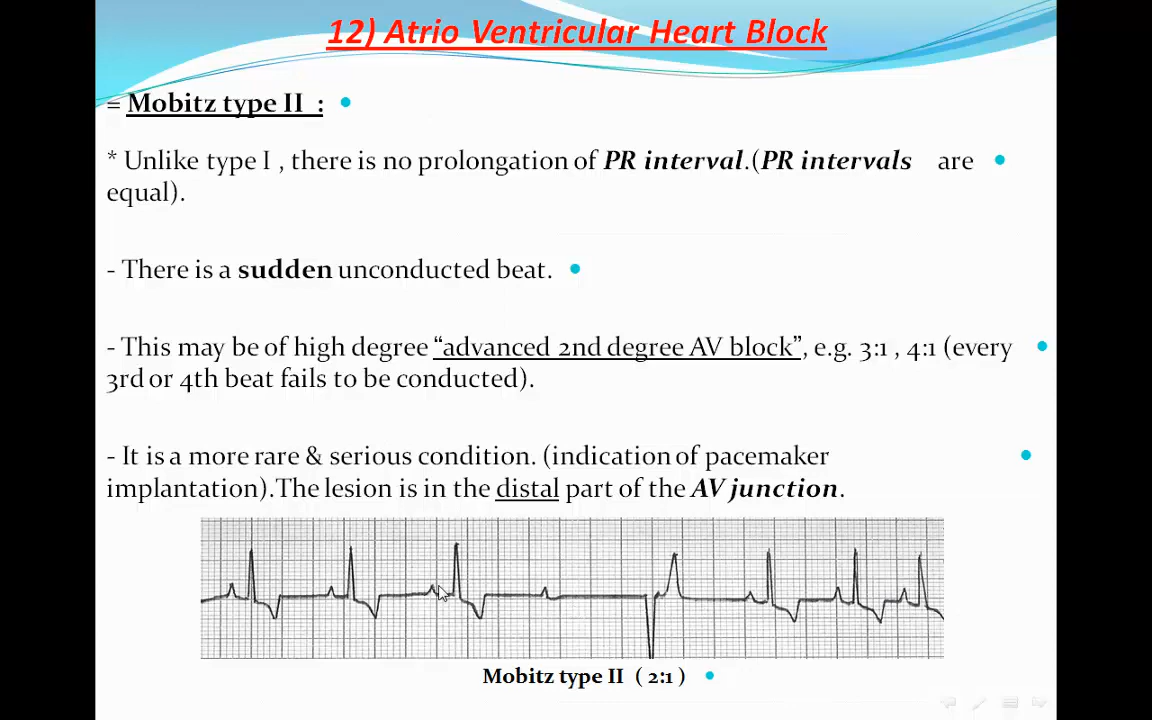 12) Atrio Ventricular Heart Block
= Mobitz type II :
* Unlike type I , there is no prolongation of PR interval.(PR intervals are
equal).
- There is a sudden unconducted beat.
- This may be of high degree “advanced 2nd degree AV block”, e.g. 3:1 , 4:1 (every
3rd or 4th beat fails to be conducted).
- It is a more rare & serious condition. (indication of pacemaker
implantation).The lesion is in the distal part of the AV junction.
Mobitz type II ( 2:1 )